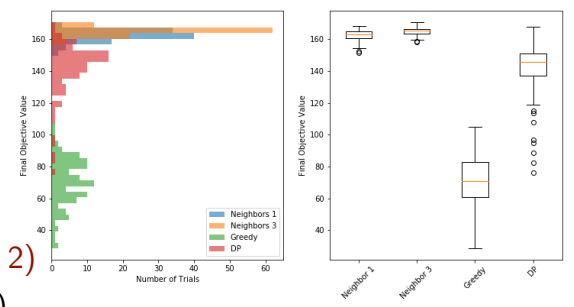 160
140
120
100
80
60
40
Final Objective Value
0 10 20 30 40 50 60
Number of Trials
Neighbors 1
Neighbors 3
Greedy
DP
160
140
120
100
80
60
40
Final Objective Value
Neighbor 1
Neighbor 3
Greedy
DP
2)
)